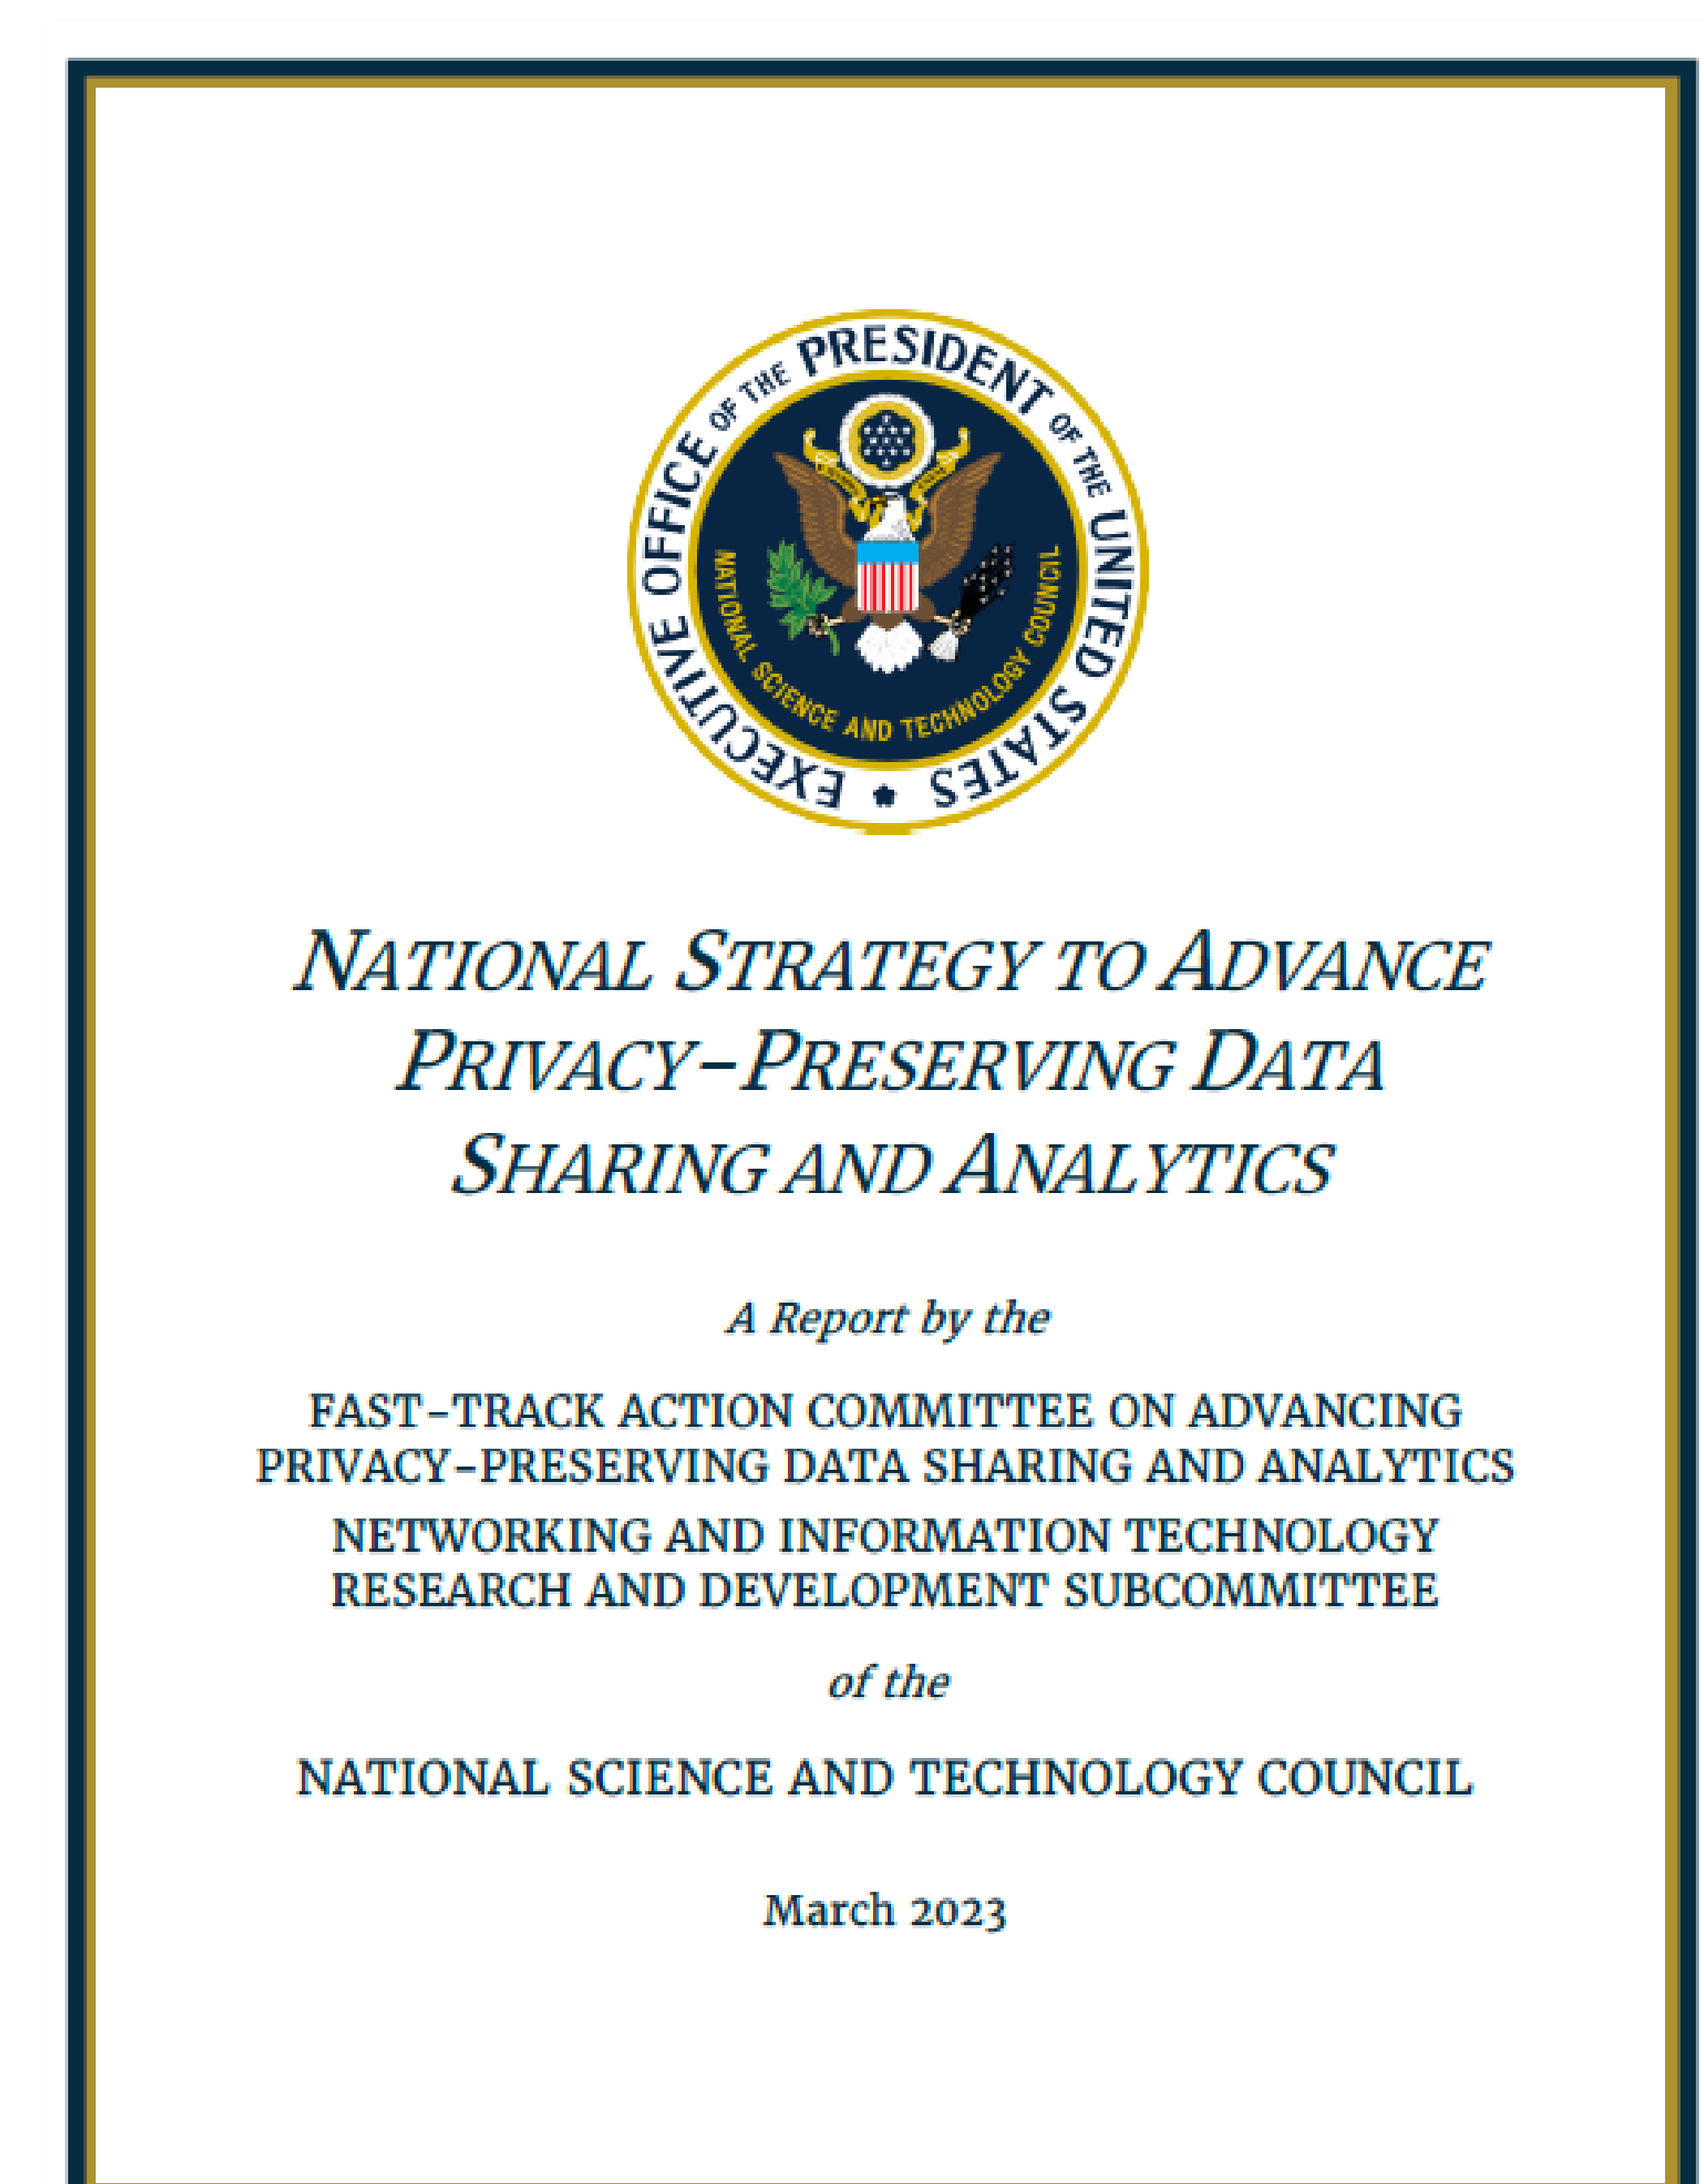 EXECUTIVE OFFICE OF THE PRESIDENT OF THE UNITED STATES
NATIONAL SCIENCE AND TECHNOLOGY COUNCIL
NATIONAL STRATEGY TO ADVANCE
PRIVACY-PRESERVING DATA
SHARING AND ANALYTICS
A Report by the
FAST-TRACK ACTION COMMITTEE ON ADVANCING
PRIVACY-PRESERVING DATA SHARING AND ANALYTICS
NETWORKING AND INFORMATION TECHNOLOGY
RESEARCH AND DEVELOPMENT SUBCOMMITTEE
of the
NATIONAL SCIENCE AND TECHNOLOGY COUNCIL
March 2023